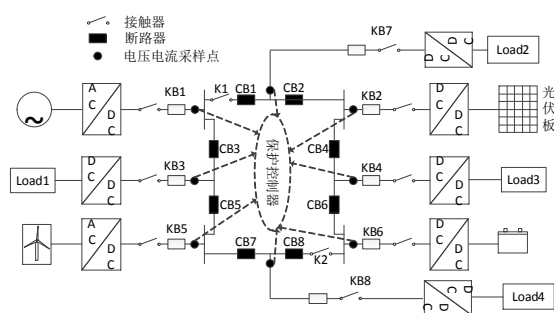 接触器
断路器
电压电流采样点
KB7
D C
D C
Load2
A C
D C
KB1
K1
CB1
CB2
KB2
D C
D C
光伏板
CB3
CB4
保护控制器
Load1
D C
D C
KB3
KB4
D C
D C
Load3
CB5
CB6
A C
D C
KB5
CB7
CB8
K2
KB6
D C
D C
KB8
D C
D C
Load4